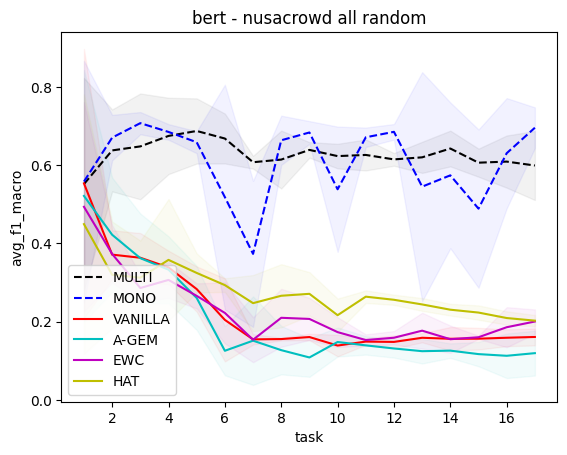 bert - nusacrowd all random
avg_f1_macro
0.8
0.6
0.4
0.2
0.0
MULTI
MONO
VANILLA
A-GEM
EWC
HAT
2 4 6 8 10 12 14 16
task